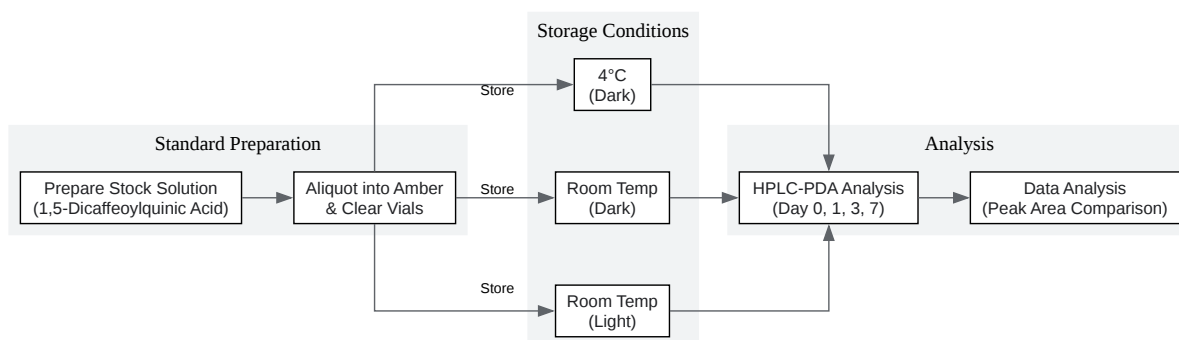 Storage Conditions
4°C
(Dark)
Store
Standard Preparation
Analysis
Prepare Stock Solution
(1,5-Dicaffeoylquinic Acid)
Aliquot into Amber
& Clear Vials
Store
Room Temp
(Dark)
HPLC-PDA Analysis
(Day 0, 1, 3, 7)
Data Analysis
(Peak Area Comparison)
Store
Room Temp
(Light)